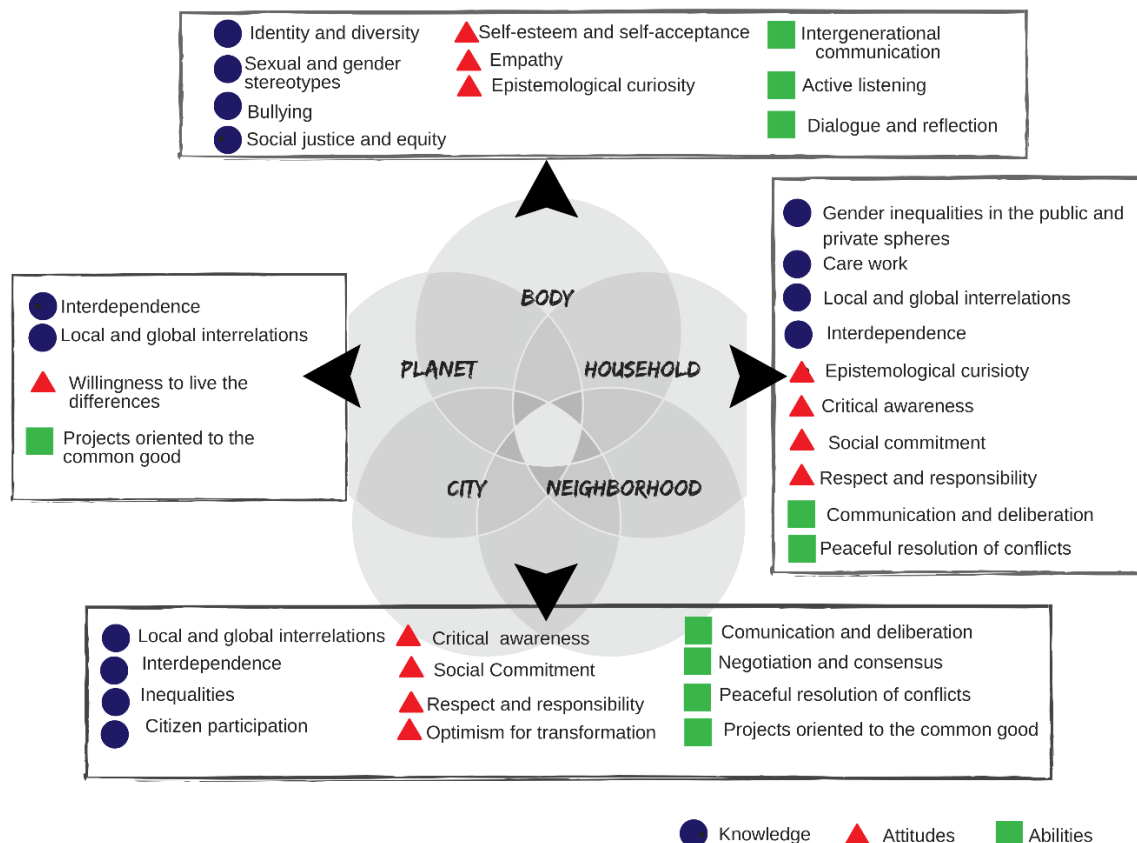 Identity and diversity
Sexual and gender
stereotypes
Bullying
Social justice and equity
Self-esteem and self-acceptance
Empathy
Epistemological curiosity
Intergenerational
communication
Active listening
Dialogue and reflection
Interdependence
Local and global interrelations
Willingness to live the
differences
Projects oriented to the
common good
BODY
PLANET
HOUSEHOLD
CITY
NEIGHBORHOOD
Gender inequalities in the public and
private spheres
Care work
Local and global interrelations
Interdependence
Epistemological curisioty
Critical awareness
Social commitment
Respect and responsibility
Communication and deliberation
Peaceful resolution of conflicts
Local and global interrelations
Interdependence
Inequalities
Citizen participation
Critical awareness
Social Commitment
Respect and responsibility
Optimism for transformation
Comunication and deliberation
Negotiation and consensus
Peaceful resolution of conflicts
Projects oriented to the common good
Knowledge
Attitudes
Abilities